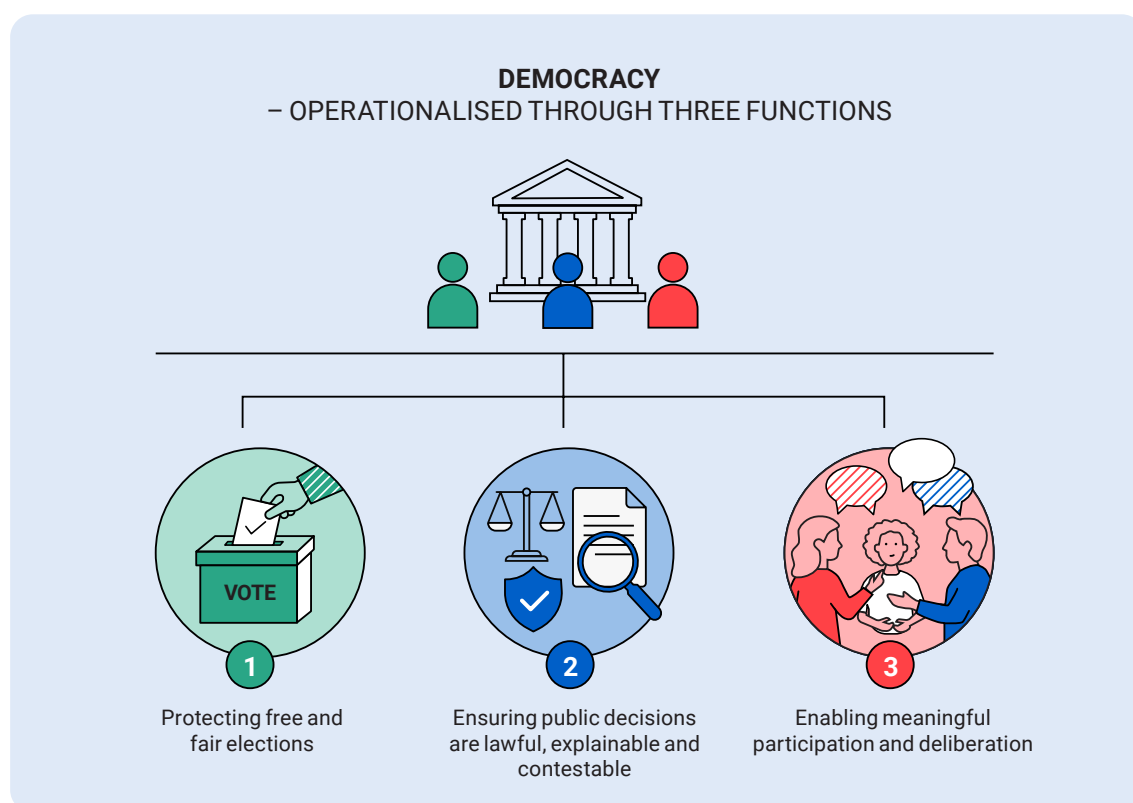 DEMOCRACY
– OPERATIONALISED THROUGH THREE FUNCTIONS
VOTE
1
2
3
Protecting free and
fair elections
Ensuring public decisions
are lawful, explainable and
contestable
Enabling meaningful
participation and deliberation